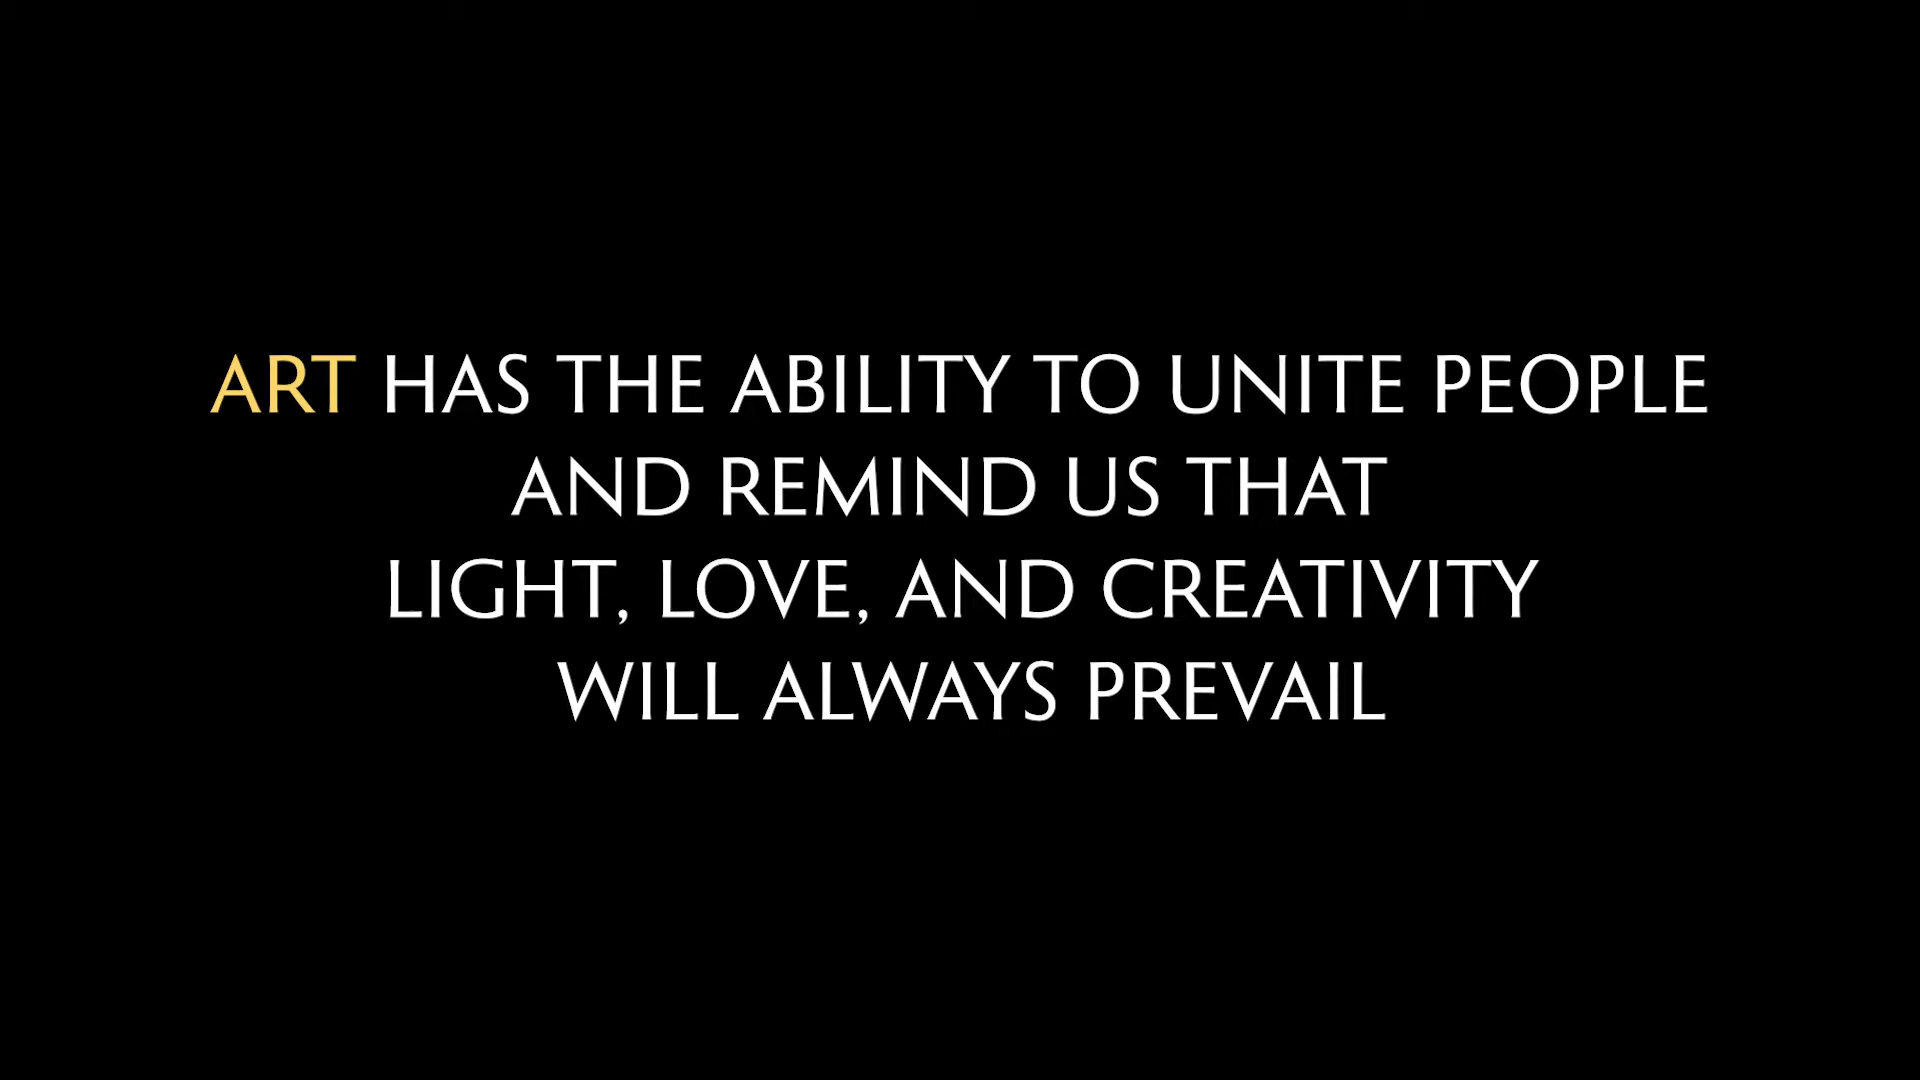 ART HAS THE ABILITY TO UNITE PEOPLE
AND REMIND US THAT
LIGHT, LOVE, AND CREATIVITY
WILL ALWAYS PREVAIL